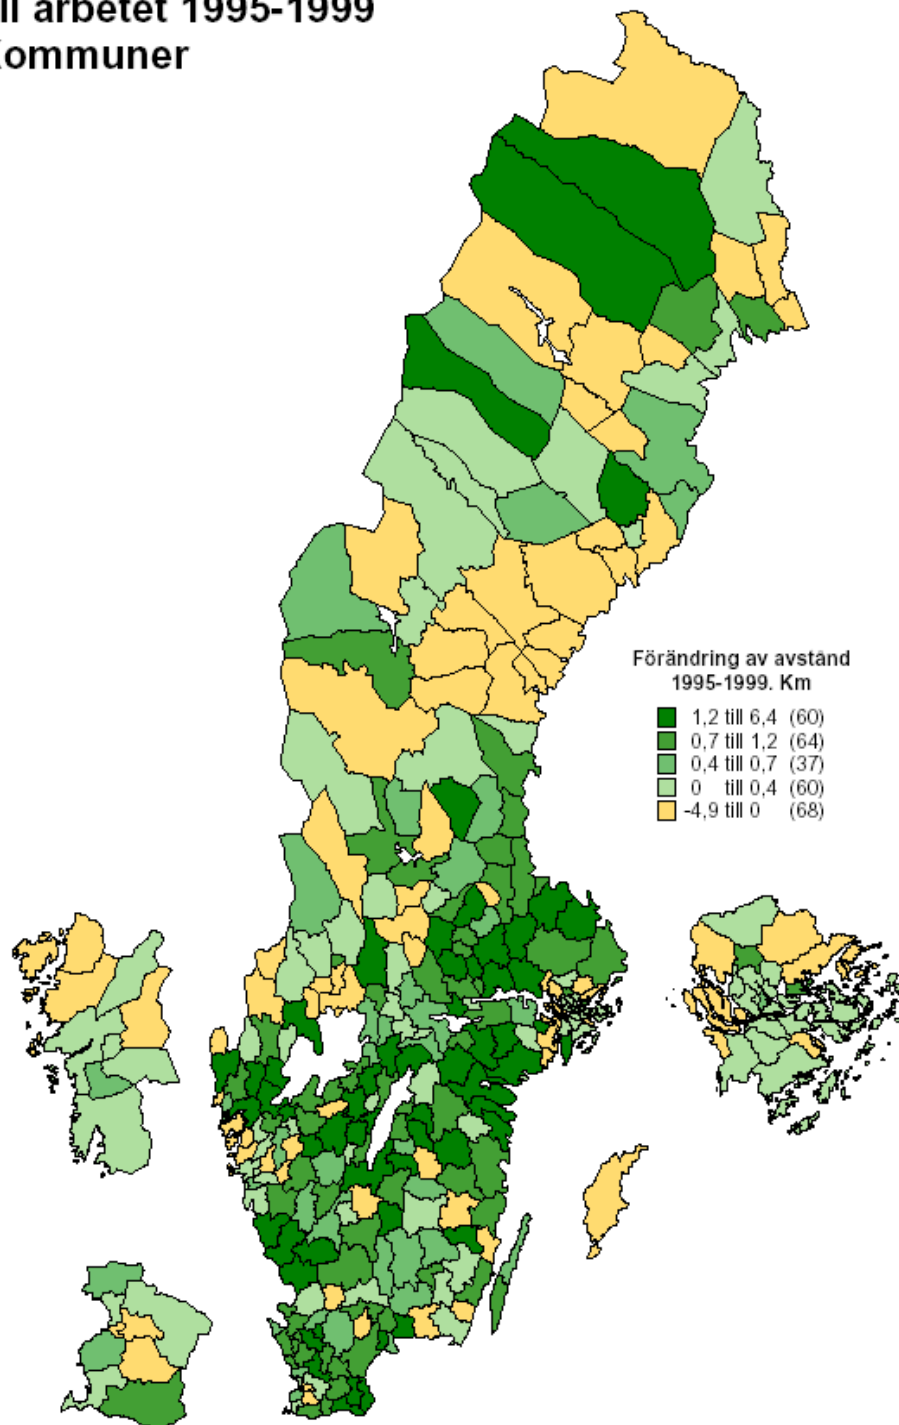 ll arbetet 1995-1999
Kommuner
Förändring av avstånd
1995-1999. Km
1,2 till 6,4 (60)
0,7 till 1,2 (64)
0,4 till 0,7 (37)
0 till 0,4 (60)
-4,9 till 0 (68)